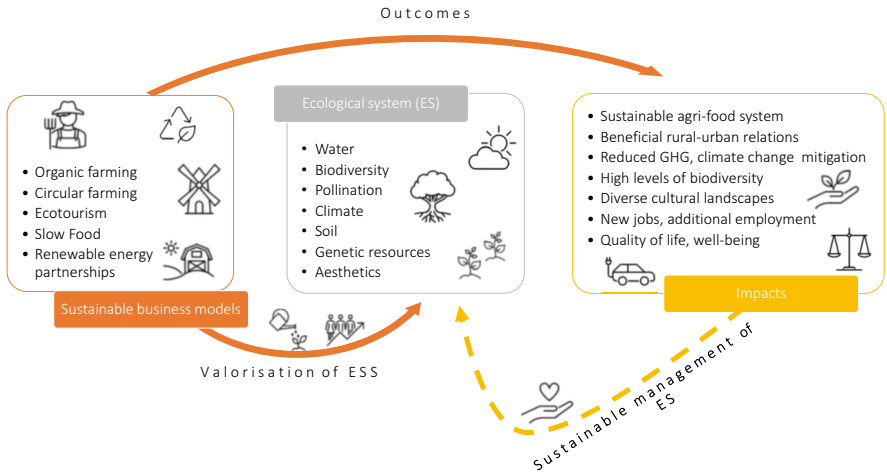 Outcomes
Ecological system (ES)
• Organic farming
• Circular farming
• Ecotourism
• Slow Food
• Renewable energy
partnerships
Sustainable business models
• Water
• Biodiversity
• Pollination
• Climate
• Soil
• Genetic resources
• Aesthetics
• Sustainable agri-food system
• Beneficial rural-urban relations
• Reduced GHG, climate change mitigation
• High levels of biodiversity
• Diverse cultural landscapes
• New jobs, additional employment
• Quality of life, well-being
Impacts
Valorisation of ESS
Sustainable management of
ES